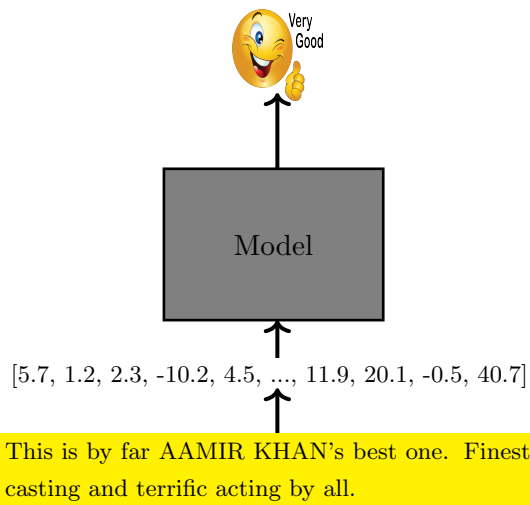 Very
Good
Model
[5.7, 1.2, 2.3, -10.2, 4.5, ..., 11.9, 20.1, -0.5, 40.7]
This is by far AAMIR KHAN's best one. Finest
casting and terrific acting by all.